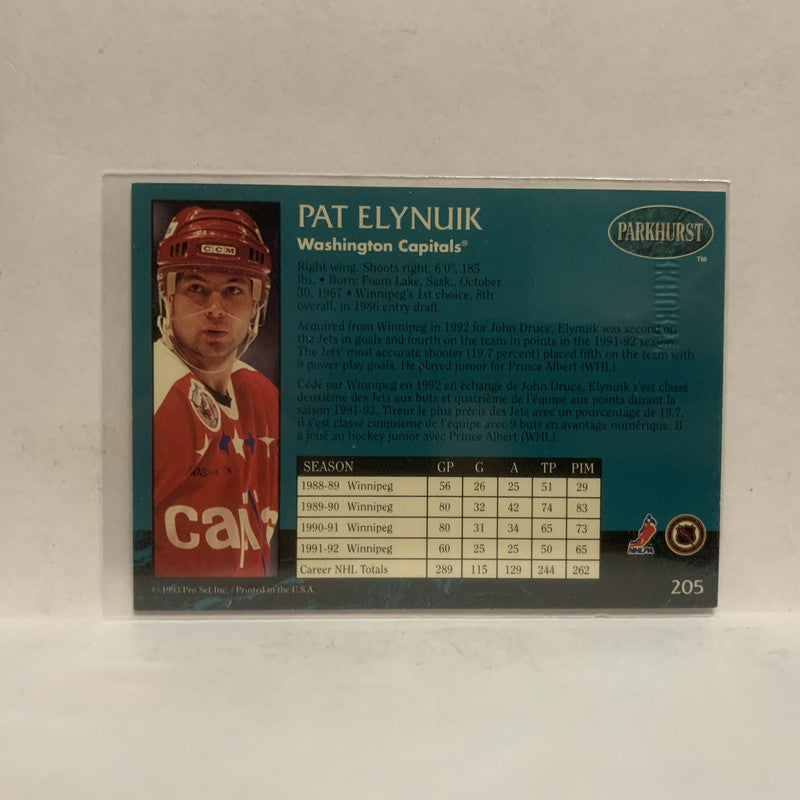 PAT ELYNUIK
Washington Capitals®
PARKHURST
TM
CCM
Right wing. Shoots right. 6'0", 185
lbs. • Born: Foam Lake, Sask., October
30, 1967 • Winnipeg's 1st choice, 8th
overall, in 1986 entry draft.
Acquired from Winnipeg in 1992 for John Druce, Elynuik was second on
the Jets in goals and fourth on the team in points in the 1991-92 season.
The Jets' most accurate shooter (19.7 percent) placed fifth on the team with
9 power-play goals. He played junior for Prince Albert (WHL).
Cédé par Winnipeg en 1992 en échange de John Druce, Elynuik s'est classé
deuxième des Jets aux buts et quatrième de l'équipe aux points durant la
saison 1991-92. Tireur le plus précis des Jets avec un pourcentage de 19,7,
il s'est classé cinquième de l'équipe avec 9 buts en avantage numérique. Il
a joué au hockey junior avec Prince Albert (WHL).
SEASON GP G A TP PIM
1988-89 Winnipeg 56 26 25 51 29
1989-90 Winnipeg 80 32 42 74 83
1990-91 Winnipeg 80 31 34 65 73
1991-92 Winnipeg 60 25 25 50 65
Career NHL Totals 289 115 129 244 262
NHLPA
205
© 1993 Pro Set Inc. / Printed in the U.S.A.